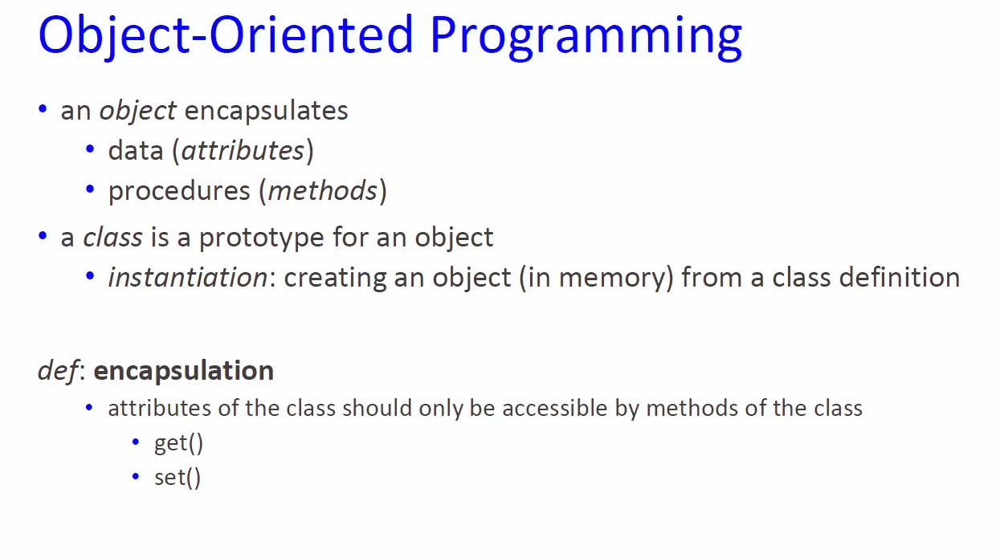 Object-Oriented Programming
• an object encapsulates
• data (attributes)
• procedures (methods)
• a class is a prototype for an object
• instantiation: creating an object (in memory) from a class definition
def: encapsulation
• attributes of the class should only be accessible by methods of the class
• get()
• set()